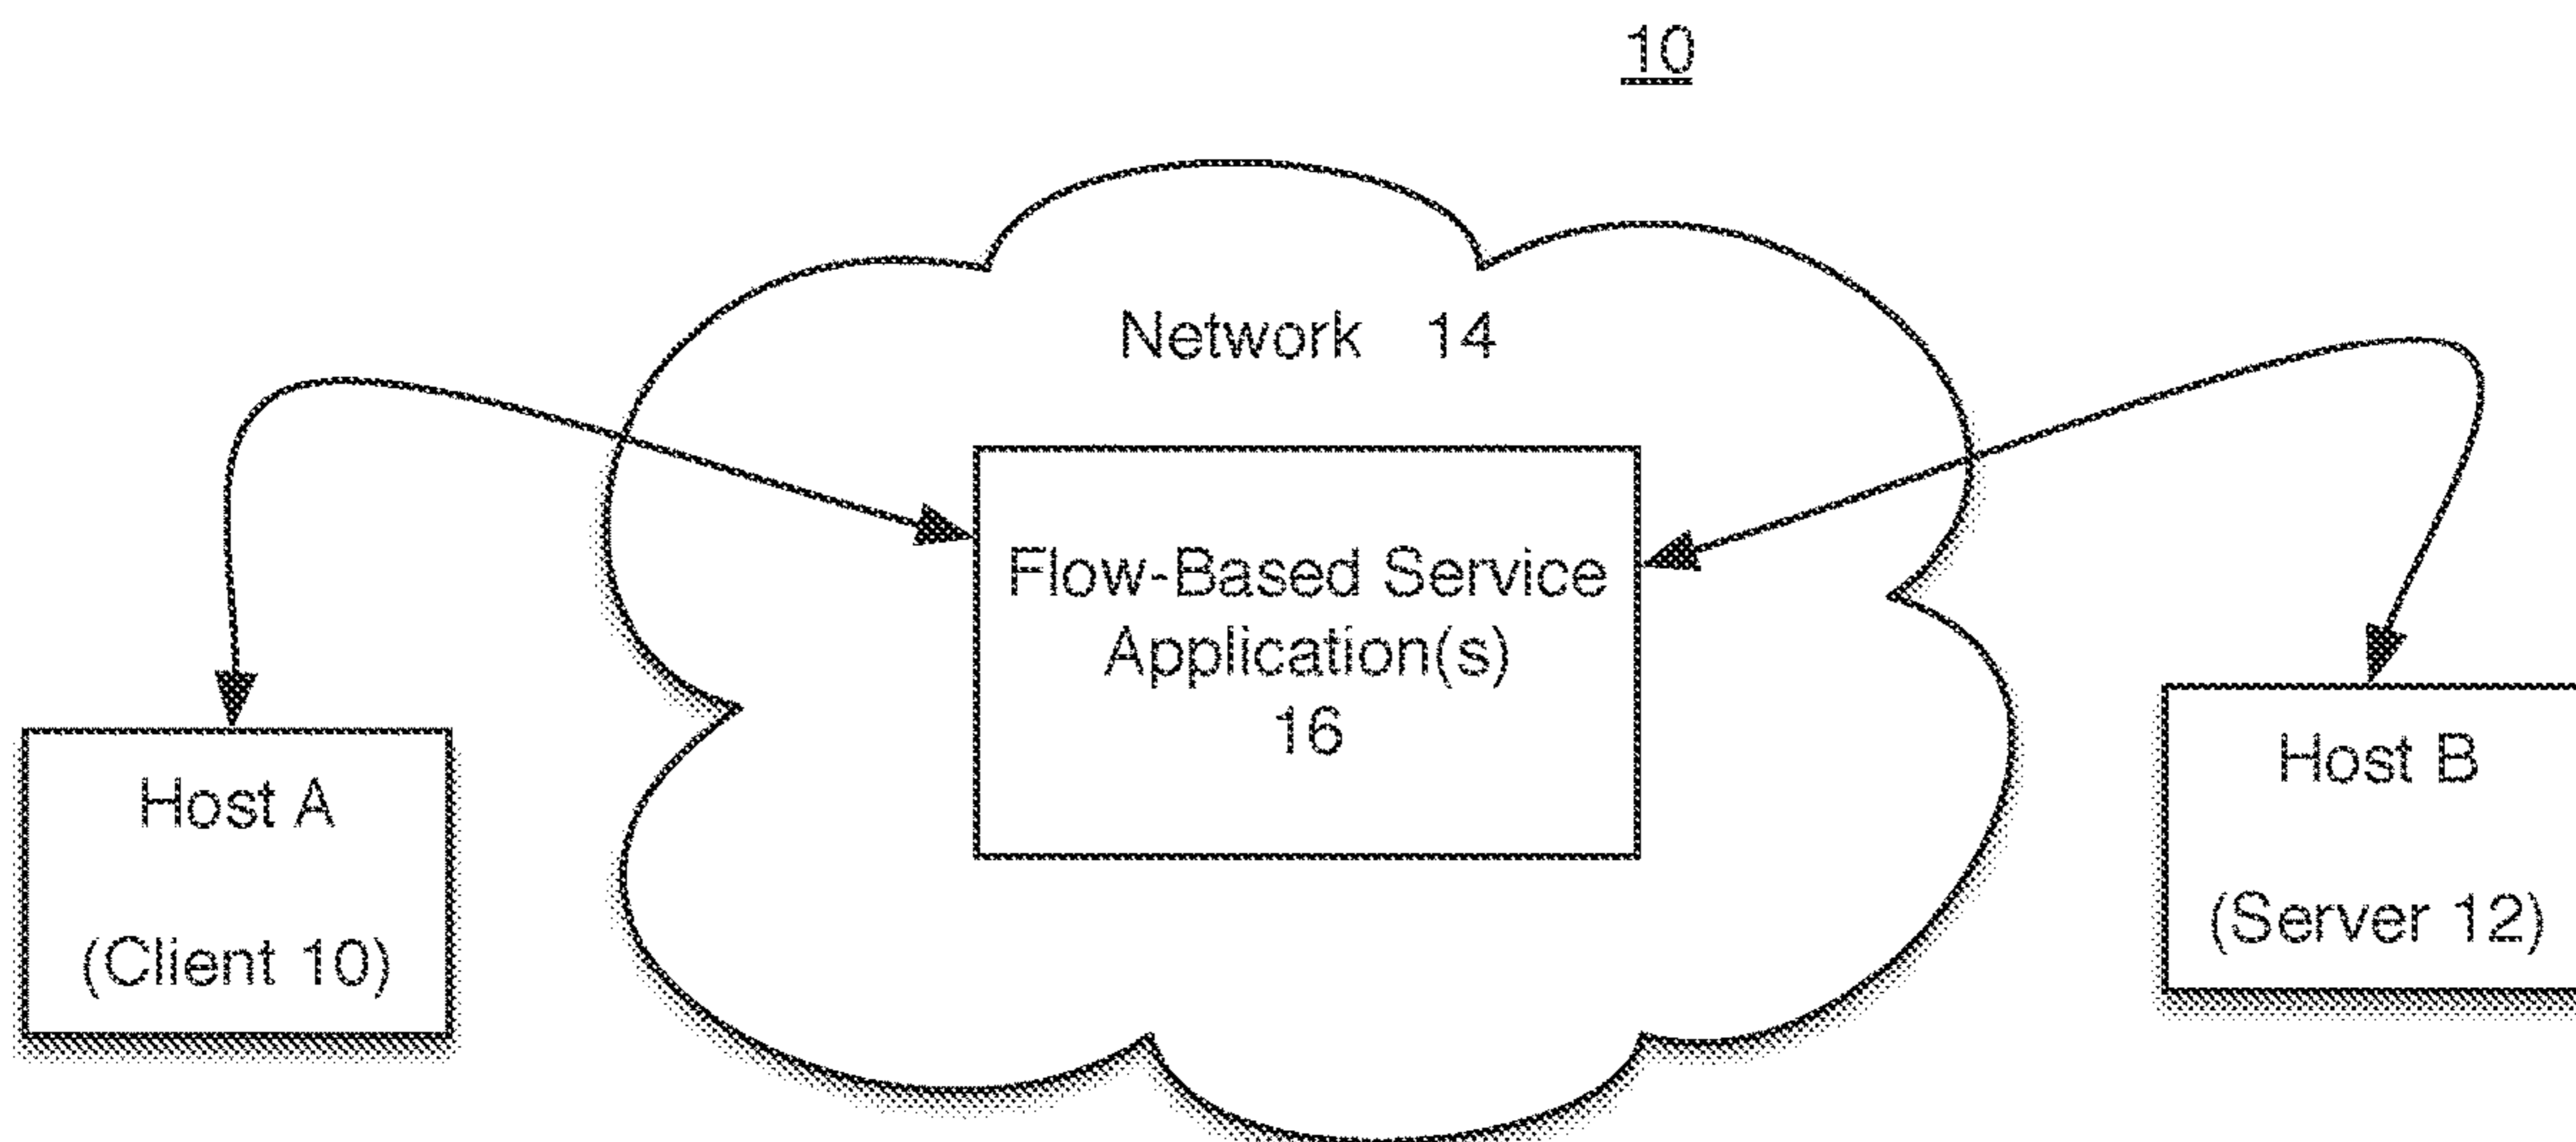 10
Network 14
Flow-Based Service
Application(s)
16
Host A
(Client 10)
Host B
(Server 12)